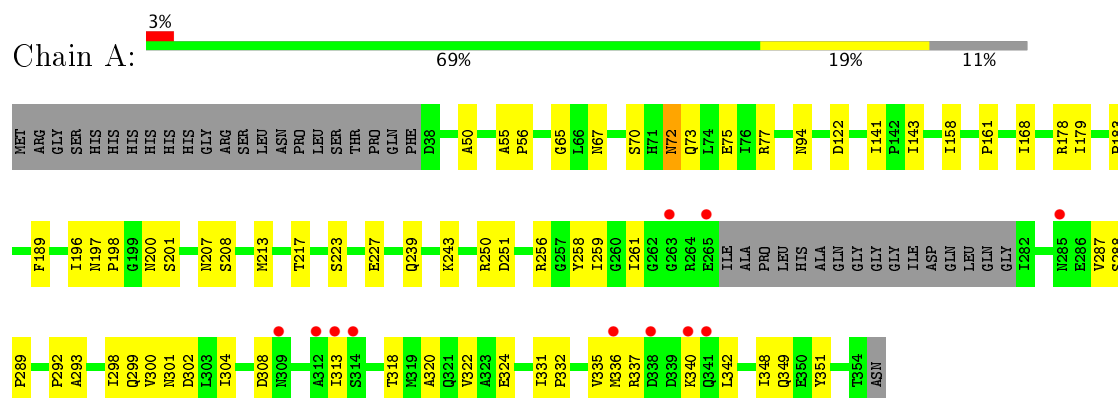 3%
Chain A:
69% 19% 11%
MET ARG GLY SER HIS HIS HIS HIS HIS HIS GLY ARG SER LEU ASN PRO LEU SER THR PRO GLN PHE D38 A50 A55 P56 G65 L66 N67 S70 H71 N72 Q73 L74 E75 I76 R77 N94 D122 I141 P142 I143 I158 P161 I168 R178 I179
F189 I196 N197 P198 G199 N200 S201 N207 S208 M213 T217 S223 E227 Q239 K243 R250 D251 R256 G257 Y258 I259 G260 I261 G262 G263 R264 E265 ILE ALA PRO LEU HIS ALA GLN GLY GLY GLY ILE ASP GLN LEU GLN GLY I282 N285 E286 V287
P289 P292 A293 I298 Q299 V300 N301 D302 L303 I304 D308 N309 A312 I313 S314 T318 M319 A320 Q321 V322 A323 E324 I331 P332 V335 M336 R337 D338 D339 K340 Q341 L342 I348 Q349 E350 Y351 T354 ASN